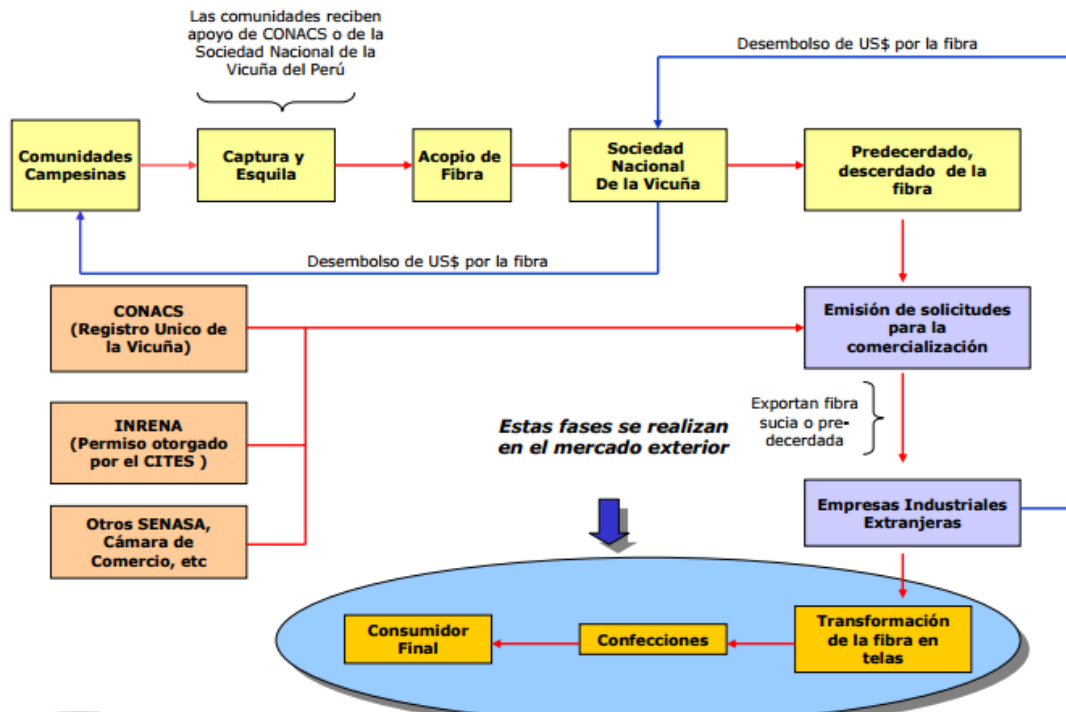 Las comunidades reciben
apoyo de CONACS o de la
Sociedad Nacional de la
Vicuña del Perú
Desembolso de US$ por la fibra
Comunidades
Campesinas
Captura y
Esquila
Acopio de
Fibra
Sociedad
Nacional
De la Vicuña
Predecerdado,
descerdado de la
fibra
Desembolso de US$ por la fibra
CONACS
(Registro Unico de
la Vicuña)
Emisión de solicitudes
para la
comercialización
INRENA
(Permiso otorgado
por el CITES )
Estas fases se realizan
en el mercado exterior
Exportan fibra
sucia o pre-
decerdada
Otros SENASA,
Cámara de
Comercio, etc
Empresas Industriales
Extranjeras
Consumidor
Final
Confecciones
Transformación
de la fibra en
telas